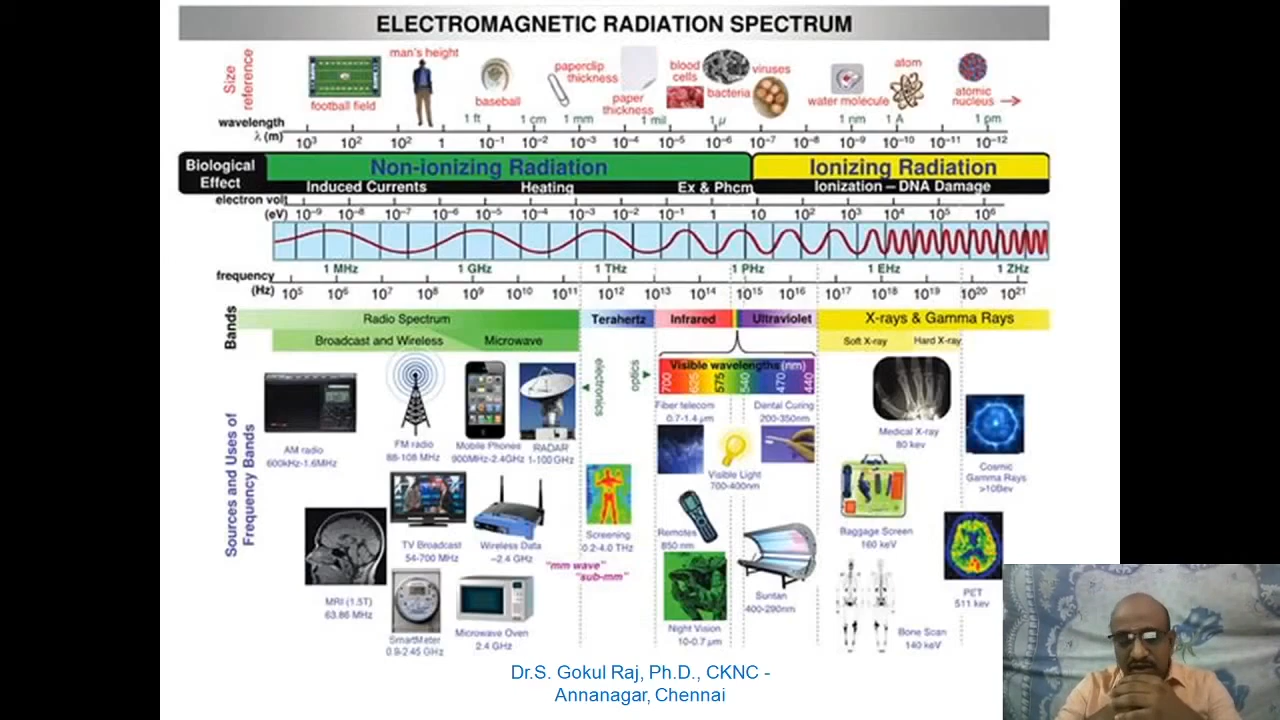 ELECTROMAGNETIC RADIATION SPECTRUM
Size reference
football field
man's height
baseball
paperclip thickness
paper thickness
blood cells
bacteria
viruses
water molecule
atom
atomic nucleus
wavelength λ (m)
1 ft 1 cm 1 mm 1 mil 1 μ 1 nm 1 A 1 pm
10³ 10² 10² 1 10⁻¹ 10⁻² 10⁻³ 10⁻⁴ 10⁻⁵ 10⁻⁶ 10⁻⁷ 10⁻⁸ 10⁻⁹ 10⁻¹⁰ 10⁻¹¹ 10⁻¹²
Biological Effect
Non-ionizing Radiation
Ionizing Radiation
Induced Currents
Heating
Ex & Phcm
Ionization – DNA Damage
electron volt (eV)
10⁻⁹ 10⁻⁸ 10⁻⁷ 10⁻⁶ 10⁻⁵ 10⁻⁴ 10⁻³ 10⁻² 10⁻¹ 1 10 10² 10³ 10⁴ 10⁵ 10⁶
frequency (Hz)
1 MHz 1 GHz 1 THz 1 PHz 1 EHz 1 ZHz
10⁵ 10⁶ 10⁷ 10⁸ 10⁹ 10¹⁰ 10¹¹ 10¹² 10¹³ 10¹⁴ 10¹⁵ 10¹⁶ 10¹⁷ 10¹⁸ 10¹⁹ 10²⁰ 10²¹
Bands
Radio Spectrum
Terahertz
Infrared
Ultraviolet
X-rays & Gamma Rays
Broadcast and Wireless
Microwave
Soft X-ray
Hard X-ray
electronics
optics
Visible wavelengths (nm)
700 625 575 540 470 440
Sources and Uses of Frequency Bands
AM radio
600kHz-1.6MHz
FM radio
88-108 MHz
Mobile Phones
900MHz-2.4GHz
RADAR
1-100 GHz
Fiber telecom
0.7-1.4 μm
Dental Curing
200-350nm
Visible Light
700-400nm
Medical X-ray
80 kev
Cosmic
Gamma Rays
>10Bev
TV Broadcast
54-700 MHz
Wireless Data
~2.4 GHz
Screening
0.2-4.0 THz
"mm wave"
"sub-mm"
Remotes
850 nm
Baggage Screen
160 keV
MRI (1.5T)
63.86 MHz
SmartMeter
0.9-2.45 GHz
Microwave Oven
2.4 GHz
Night Vision
10-0.7 μm
Suntan
400-290nm
Bone Scan
140 keV
PET
511 kev
Dr.S. Gokul Raj, Ph.D., CKNC -
Annanagar, Chennai